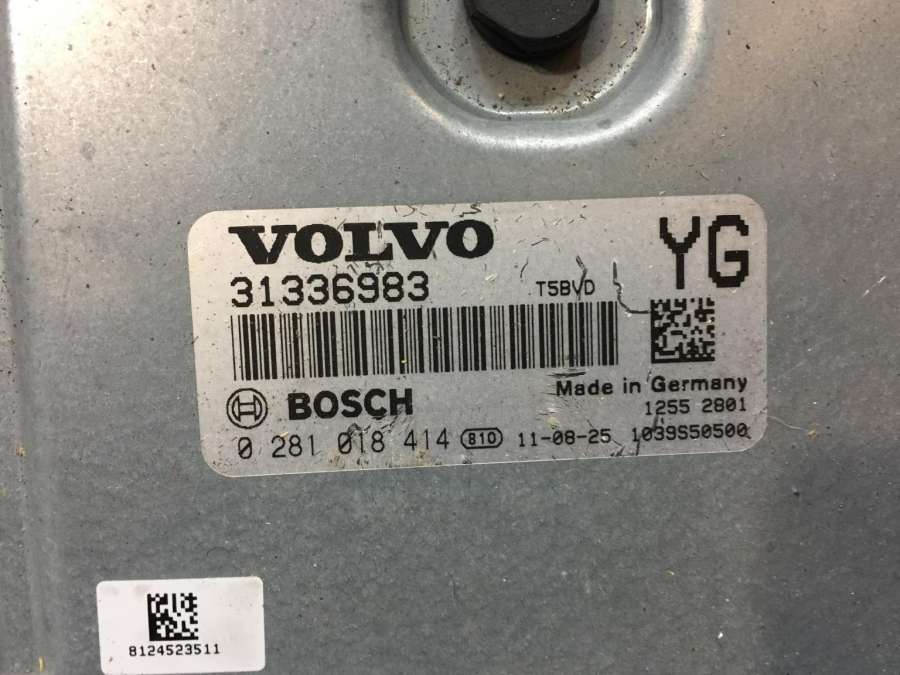 VOLVO
YG
31336983
T5BVD
Made in Germany
BOSCH
1255 2801
0 281 018 414 810 11-08-25 1039S50500
8124523511